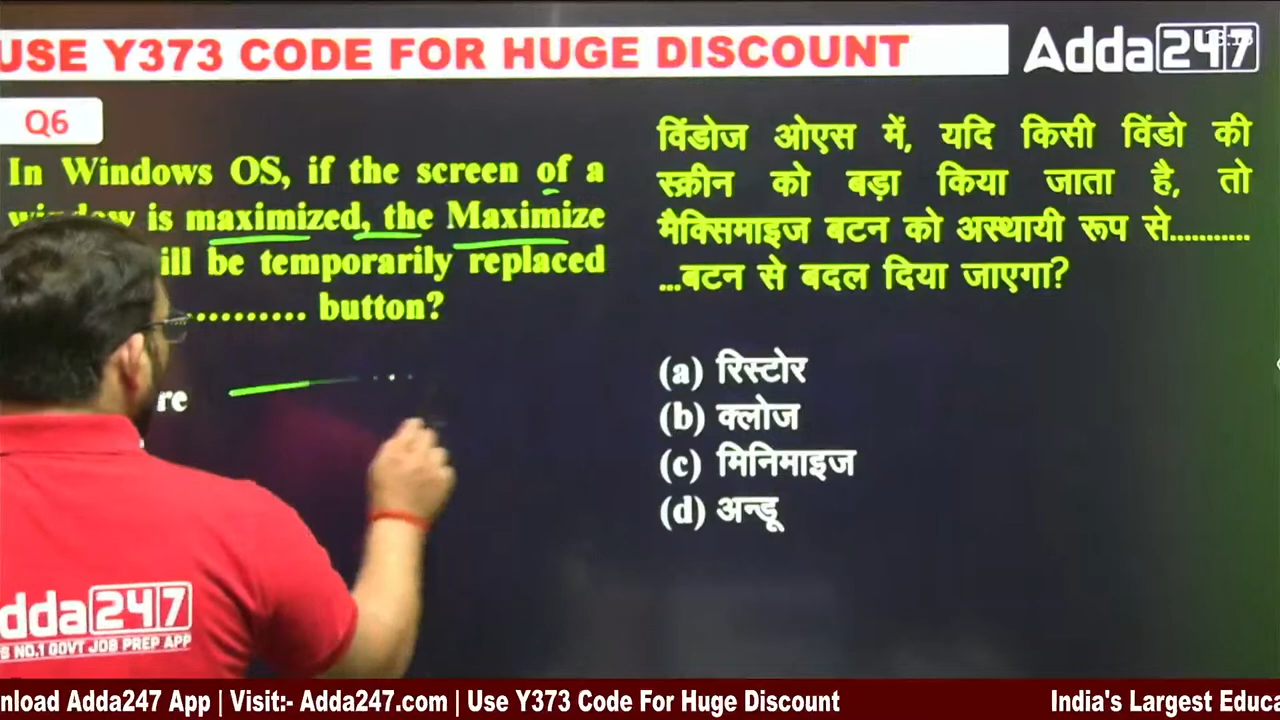 USE Y373 CODE FOR HUGE DISCOUNT
Adda247
Q6
In Windows OS, if the screen of a
is maximized, the Maximize
ill be temporarily replaced
.......... button?
re
विंडोज ओएस में, यदि किसी विंडो की
स्क्रीन को बड़ा किया जाता है, तो
मैक्सिमाइज बटन को अस्थायी रूप से...........
...बटन से बदल दिया जाएगा?
(a) रिस्टोर
(b) क्लोज
(c) मिनिमाइज
(d) अन्डू
dda247
S NO.1 GOVT JOB PREP APP
nload Adda247 App | Visit:- Adda247.com | Use Y373 Code For Huge Discount
India's Largest Educa